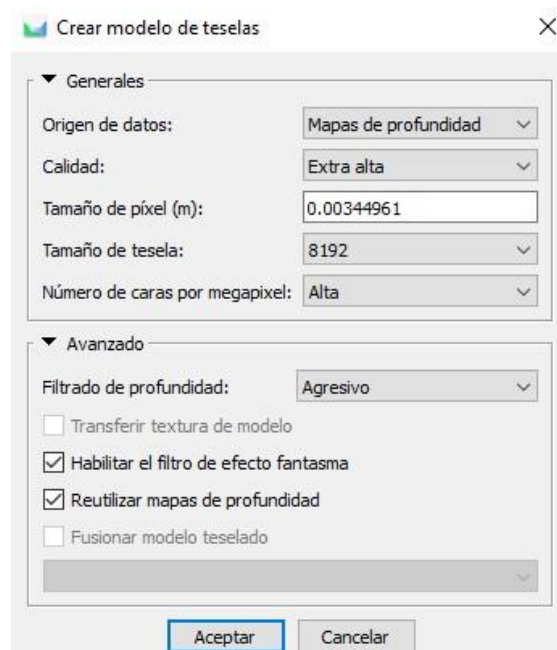 Crear modelo de teselas
Generales
Origen de datos: Mapas de profundidad
Calidad: Extra alta
Tamaño de píxel (m): 0.00344961
Tamaño de tesela: 8192
Número de caras por megapixel: Alta
Avanzado
Filtrado de profundidad: Agresivo
Transferir textura de modelo
Habilitar el filtro de efecto fantasma
Reutilizar mapas de profundidad
Fusionar modelo teselado
Aceptar Cancelar